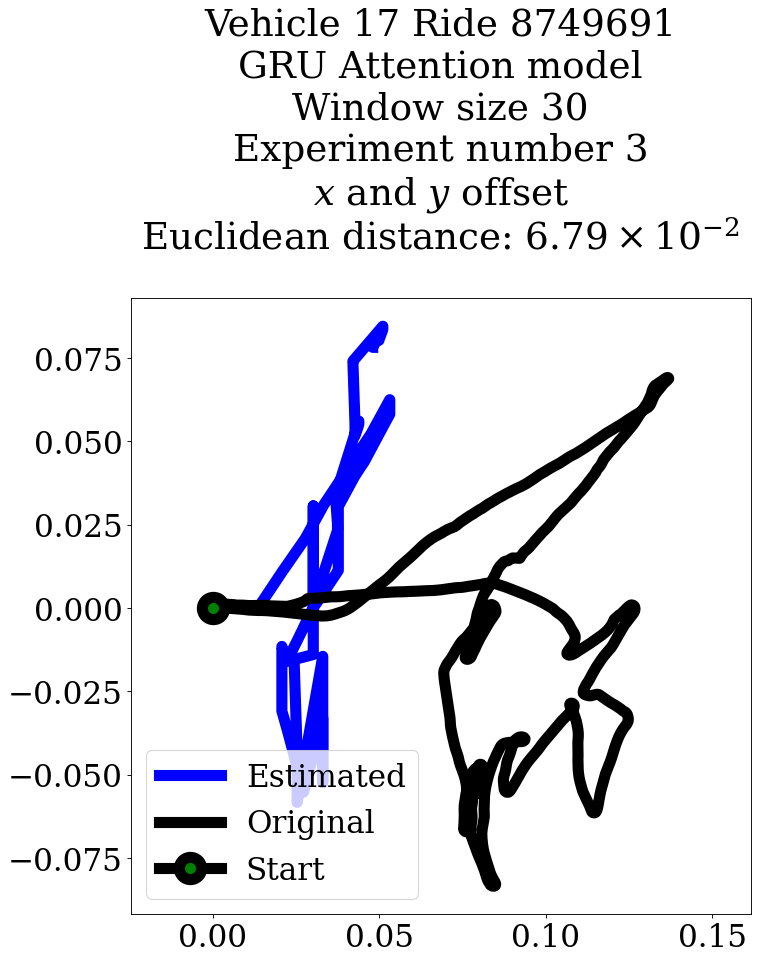 Vehicle 17 Ride 8749691
GRU Attention model
Window size 30
Experiment number 3
x and y offset
Euclidean distance: 6.79 × 10⁻²
0.075
0.050
0.025
0.000
−0.025
−0.050
−0.075
Estimated
Original
Start
0.00 0.05 0.10 0.15